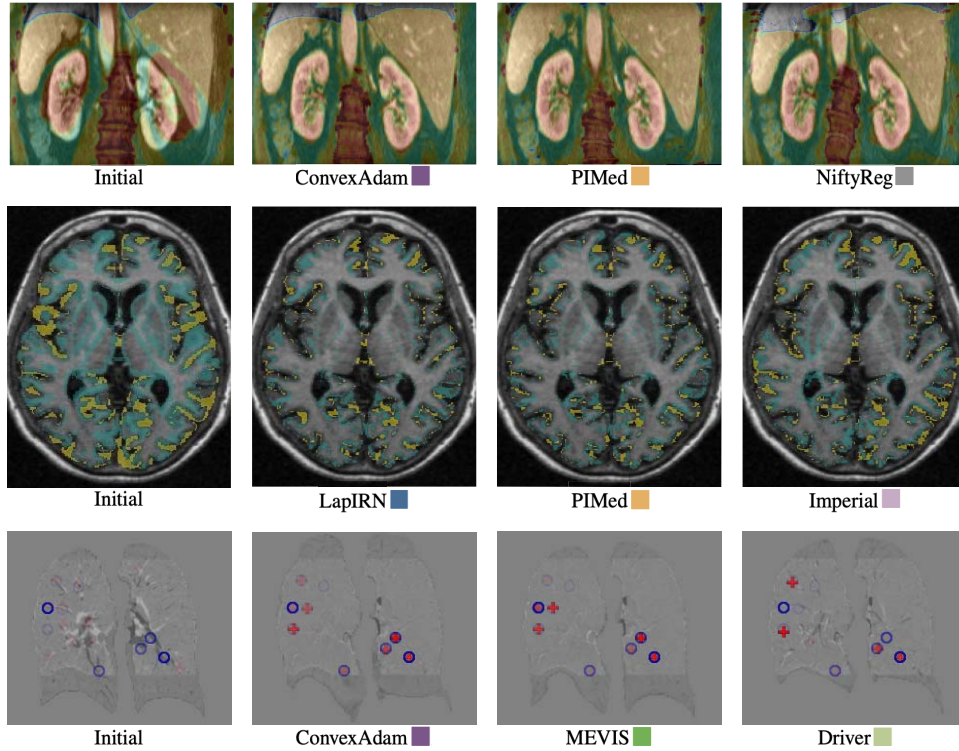 Initial ConvexAdam PIMed NiftyReg
Initial LapIRN PIMed Imperial
Initial ConvexAdam MEVIS Driver